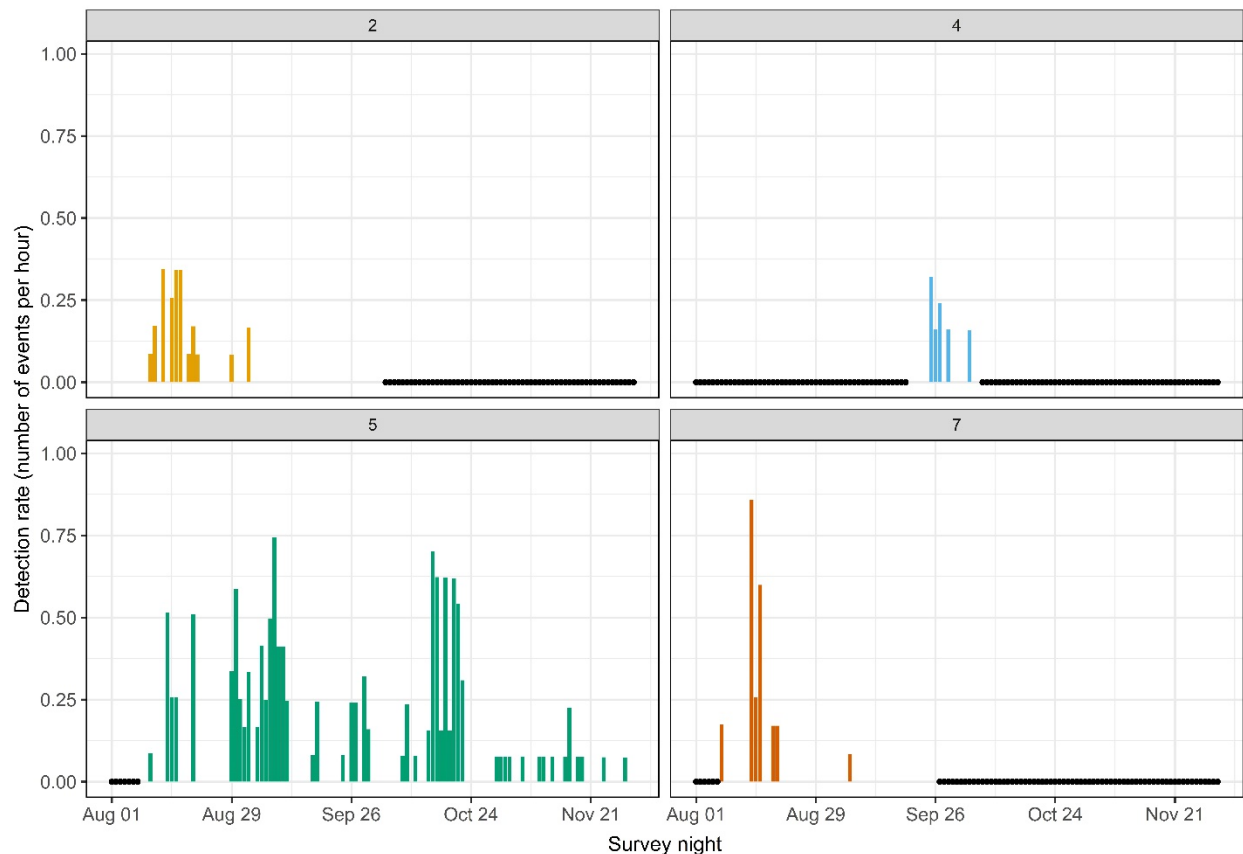 2
4
1.00
0.75
0.50
0.25
0.00
5
7
1.00
0.75
0.50
0.25
0.00
Aug 01
Aug 29
Sep 26
Oct 24
Nov 21
Aug 01
Aug 29
Sep 26
Oct 24
Nov 21
Detection rate (number of events per hour)
Survey night